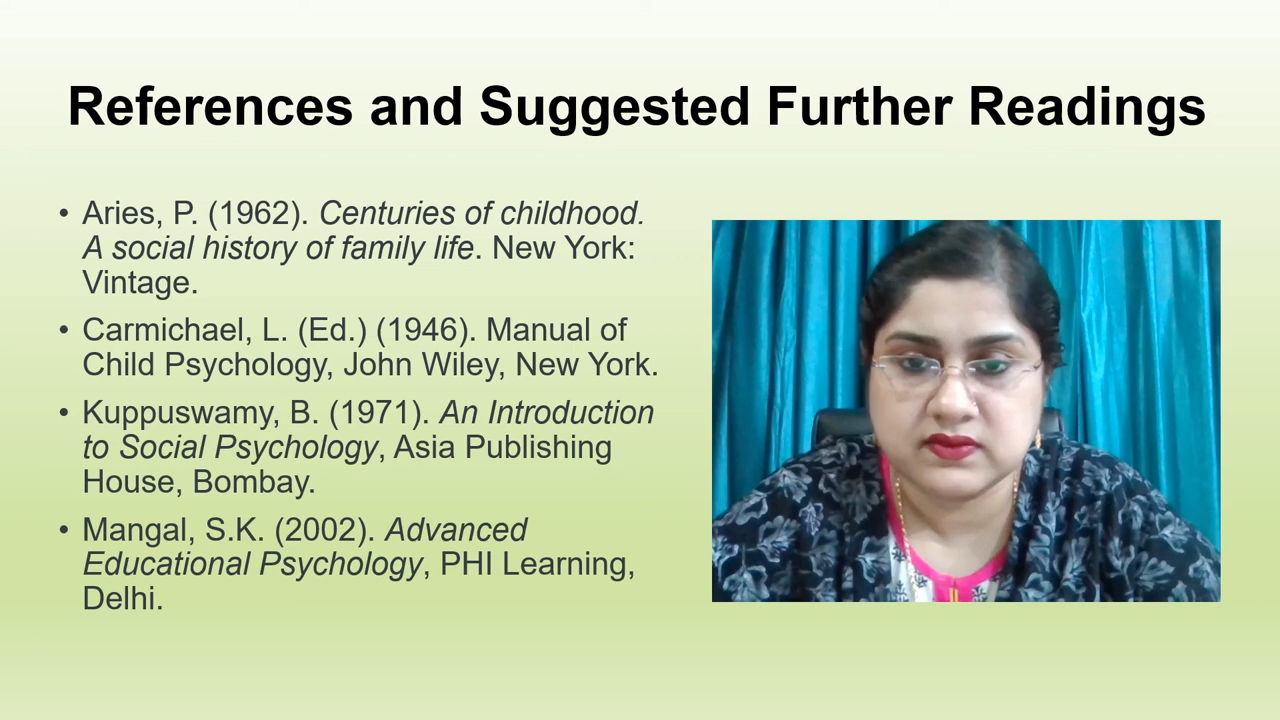 References and Suggested Further Readings
• Aries, P. (1962). Centuries of childhood.
A social history of family life. New York:
Vintage.
• Carmichael, L. (Ed.) (1946). Manual of
Child Psychology, John Wiley, New York.
• Kuppuswamy, B. (1971). An Introduction
to Social Psychology, Asia Publishing
House, Bombay.
• Mangal, S.K. (2002). Advanced
Educational Psychology, PHI Learning,
Delhi.